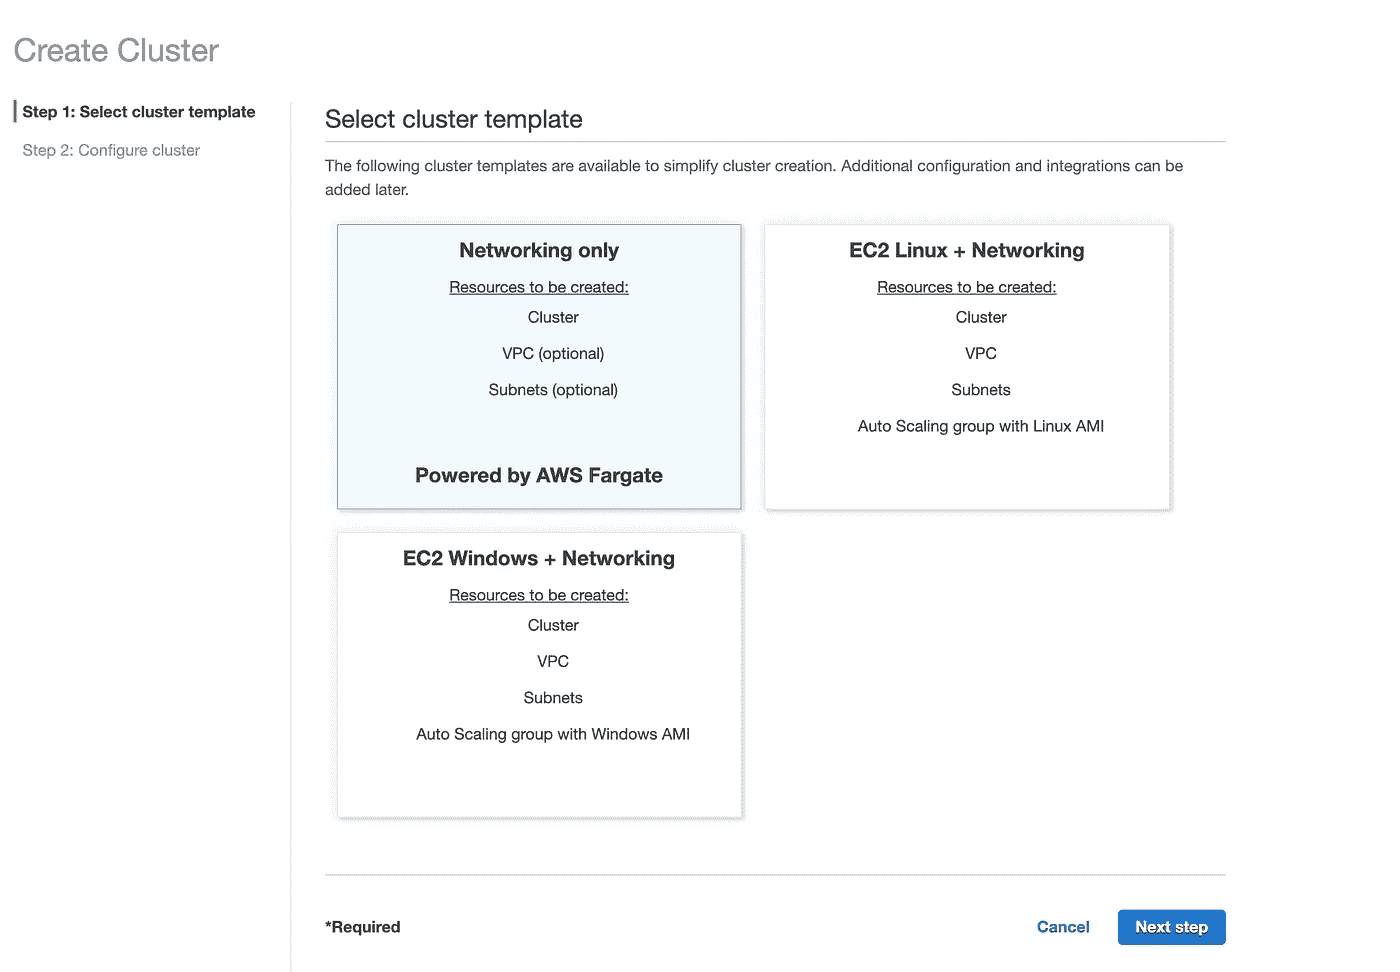 Create Cluster
Step 1: Select cluster template
Step 2: Configure cluster
Select cluster template
The following cluster templates are available to simplify cluster creation. Additional configuration and integrations can be
added later.
Networking only
Resources to be created:
Cluster
VPC (optional)
Subnets (optional)
Powered by AWS Fargate
EC2 Linux + Networking
Resources to be created:
Cluster
VPC
Subnets
Auto Scaling group with Linux AMI
EC2 Windows + Networking
Resources to be created:
Cluster
VPC
Subnets
Auto Scaling group with Windows AMI
*Required
Cancel
Next step